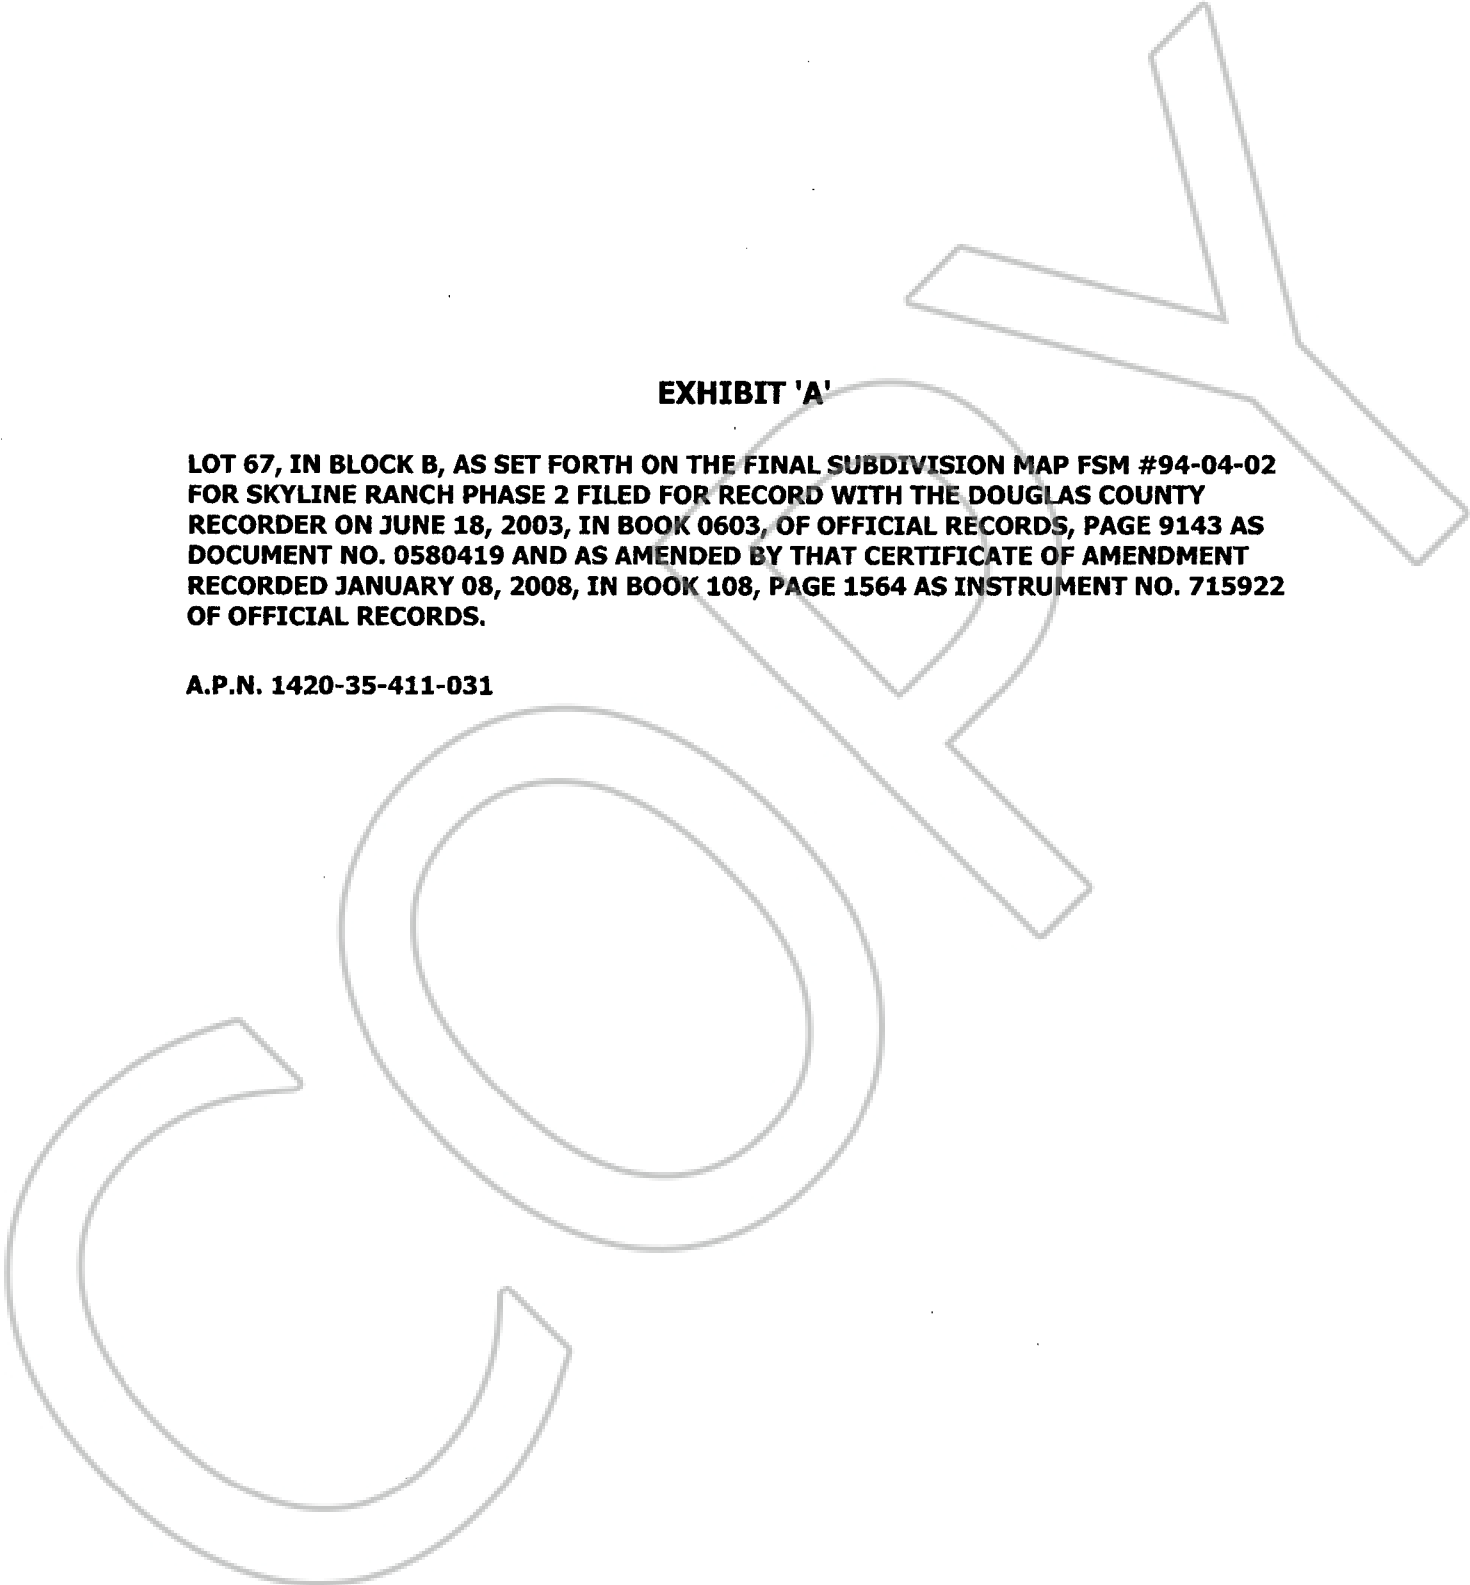 EXHIBIT 'A'
LOT 67, IN BLOCK B, AS SET FORTH ON THE FINAL SUBDIVISION MAP FSM #94-04-02
FOR SKYLINE RANCH PHASE 2 FILED FOR RECORD WITH THE DOUGLAS COUNTY
RECORDER ON JUNE 18, 2003, IN BOOK 0603, OF OFFICIAL RECORDS, PAGE 9143 AS
DOCUMENT NO. 0580419 AND AS AMENDED BY THAT CERTIFICATE OF AMENDMENT
RECORDED JANUARY 08, 2008, IN BOOK 108, PAGE 1564 AS INSTRUMENT NO. 715922
OF OFFICIAL RECORDS.
A.P.N. 1420-35-411-031
COPY